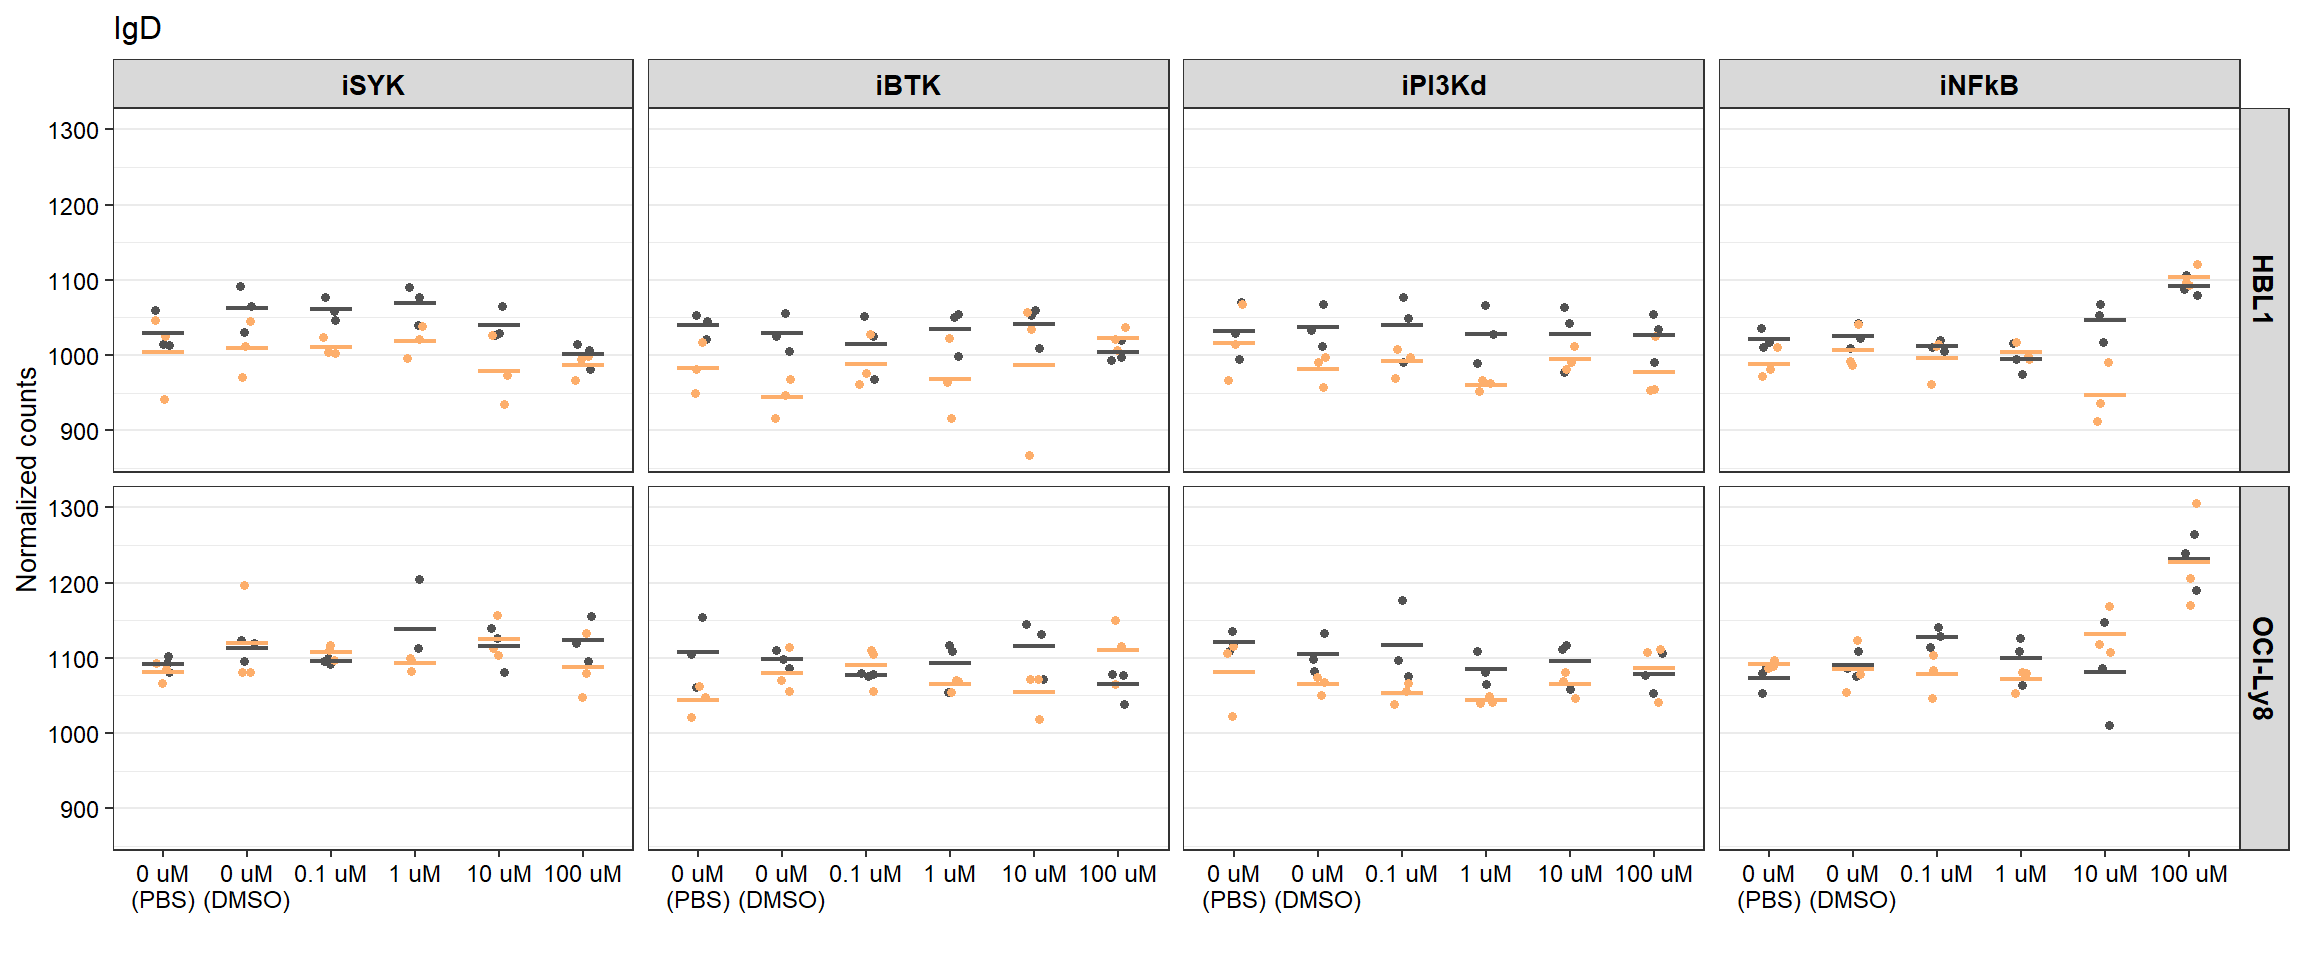 IgD
iSYK iBTK iPI3Kd iNFkB
1300
1200
1100
1000
900
HBL1
1300
1200
1100
1000
900
OCI-Ly8
Normalized counts
0 uM 0 uM 0.1 uM 1 uM 10 uM 100 uM 0 uM 0 uM 0.1 uM 1 uM 10 uM 100 uM 0 uM 0 uM 0.1 uM 1 uM 10 uM 100 uM 0 uM 0 uM 0.1 uM 1 uM 10 uM 100 uM
(PBS) (DMSO) (PBS) (DMSO) (PBS) (DMSO) (PBS) (DMSO)